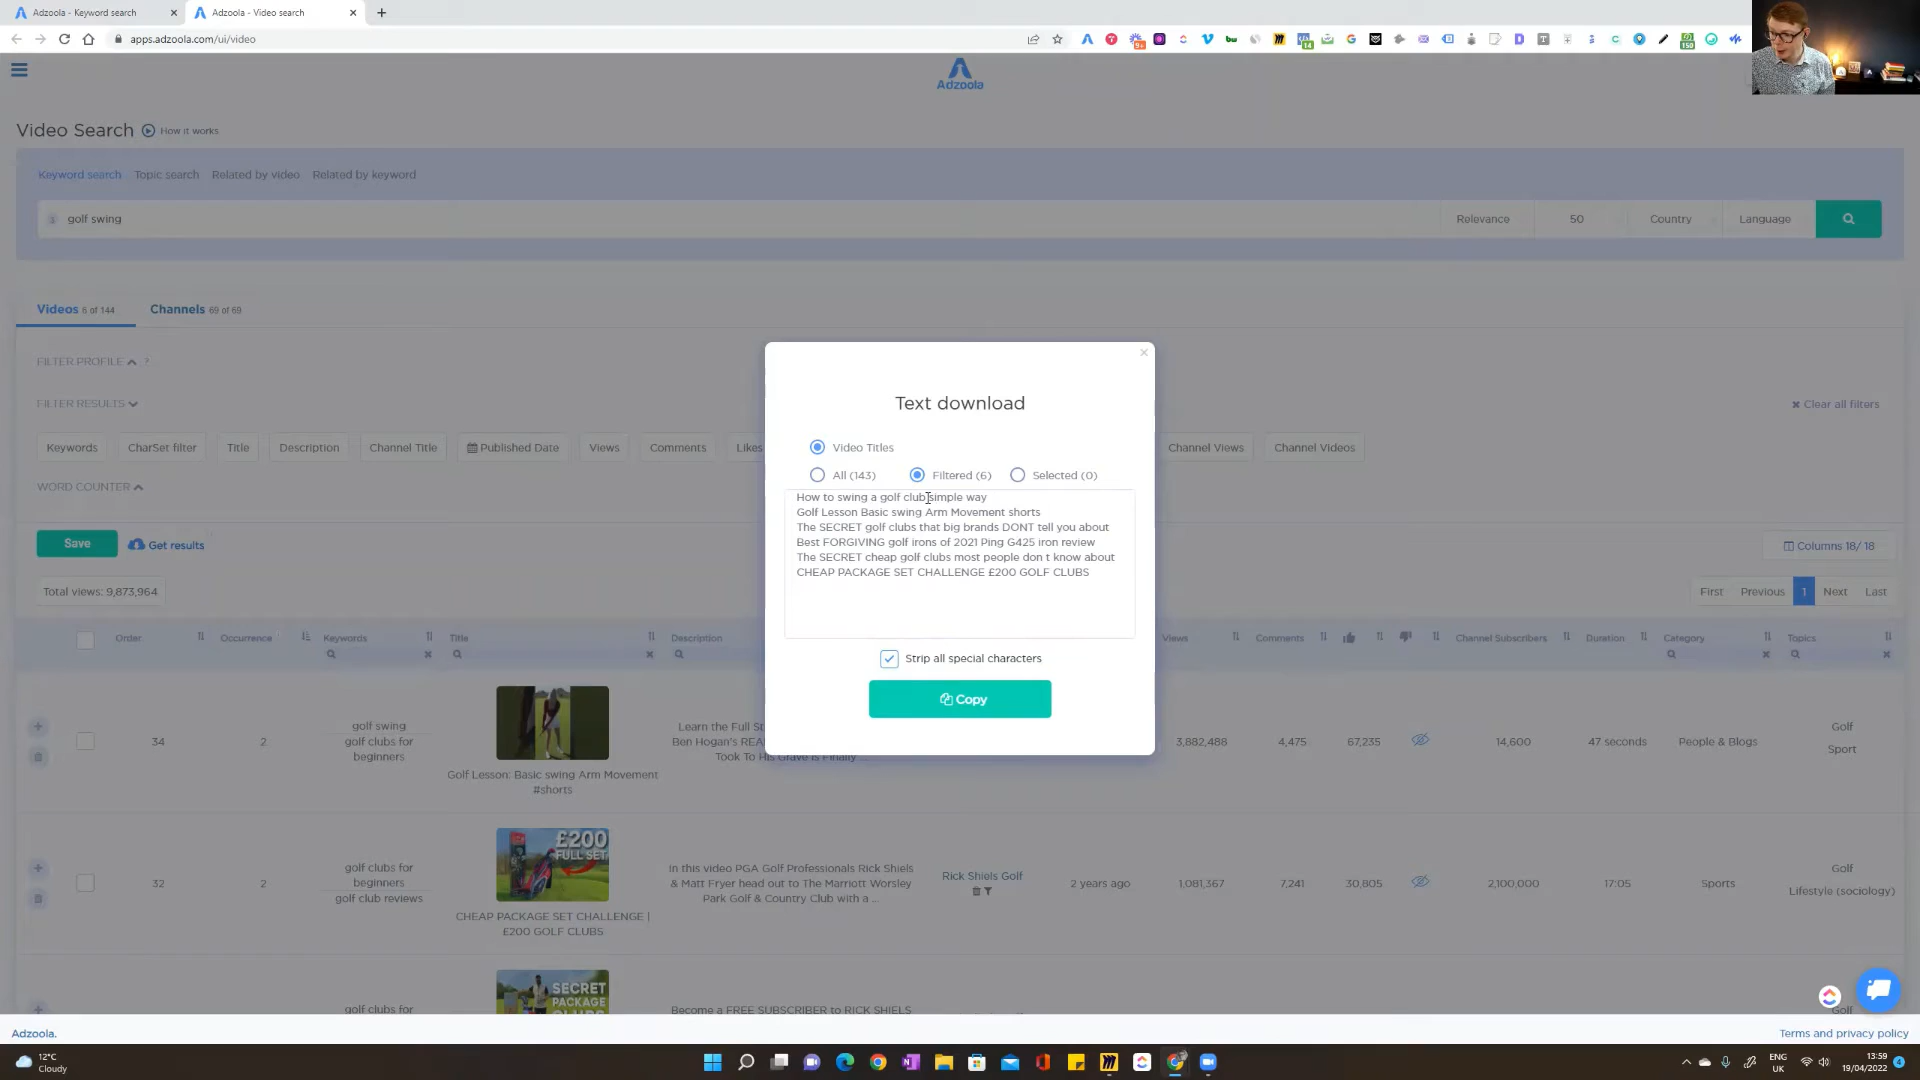 Adzoola - Keyword search
Adzoola - Video search
apps.adzoola.com/ui/video
9+
14
150
Adzoola
Video Search How it works
Keyword search Topic search Related by video Related by keyword
golf swing Relevance 50 Country Language
Videos 6 of 144 Channels 69 of 69
FILTER PROFILE ?
FILTER RESULTS Clear all filters
Keywords CharSet filter Title Description Channel Title Published Date Views Comments Likes Channel Views Channel Videos
WORD COUNTER
Save Get results Columns 18/ 18
Total views: 9,873,964 First Previous 1 Next Last
Text download
Video Titles
All (143) Filtered (6) Selected (0)
How to swing a golf club simple way
Golf Lesson Basic swing Arm Movement shorts
The SECRET golf clubs that big brands DONT tell you about
Best FORGIVING golf irons of 2021 Ping G425 iron review
The SECRET cheap golf clubs most people don t know about
CHEAP PACKAGE SET CHALLENGE £200 GOLF CLUBS
Strip all special characters
Copy
Order Occurrence Keywords Title Description Views Comments Channel Subscribers Duration Category Topics
34 2
golf swing
golf clubs for
beginners
Golf Lesson: Basic swing Arm Movement
#shorts
Learn the Full
Ben Hogan's
Took To His Grave Is Finally ...
3,882,488 4,475 67,235 14,600 47 seconds People & Blogs
Golf
Sport
32 2
golf clubs for
beginners
golf club reviews
£200
FULL SET
CHEAP PACKAGE SET CHALLENGE |
£200 GOLF CLUBS
In this video PGA Golf Professionals Rick Shiels
& Matt Fryer head out to The Marriott Worsley
Park Golf & Country Club with a ...
Rick Shiels Golf
2 years ago 1,081,367 7,241 30,805 2,100,000 17:05 Sports
Golf
Lifestyle (sociology)
golf clubs for
SECRET
PACKAGE
Become a FREE SUBSCRIBER to RICK SHIELS
Golf
Adzoola. Terms and privacy policy
12°C
Cloudy
ENG
UK
13:59
19/04/2022
4